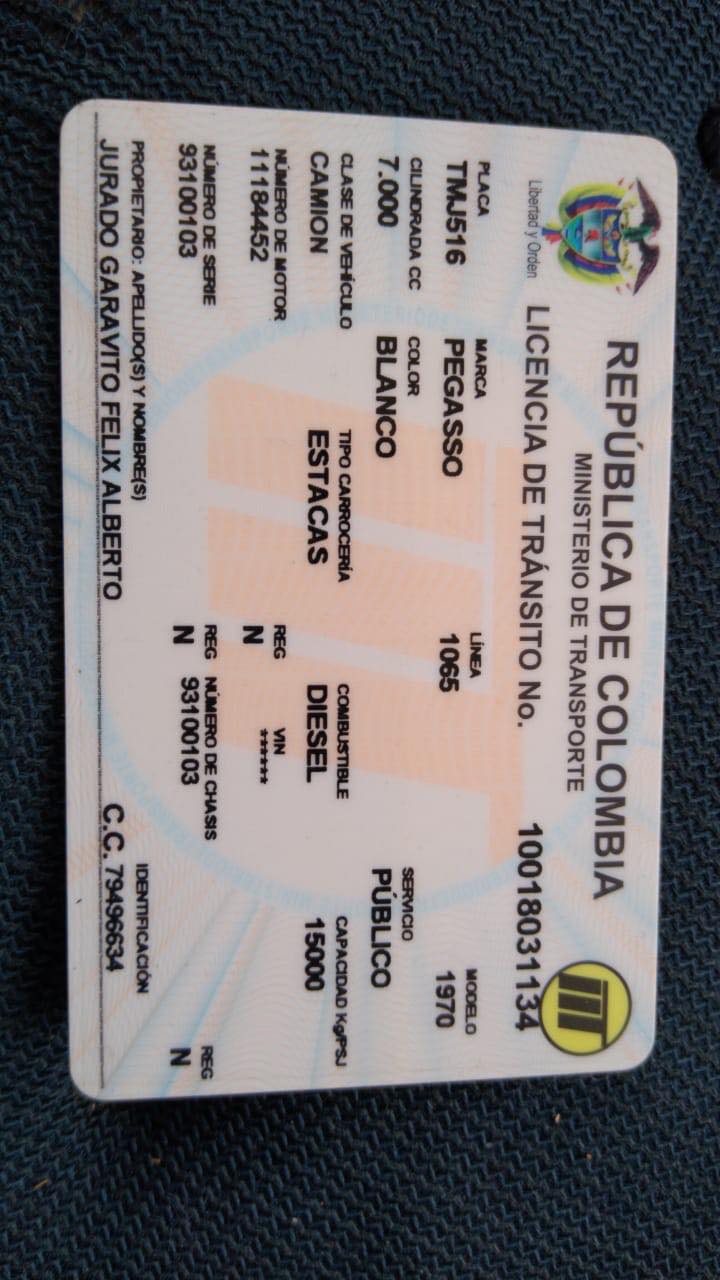 REPÚBLICA DE COLOMBIA
MINISTERIO DE TRANSPORTE
Libertad y Orden
LICENCIA DE TRÁNSITO No. 10018031134
PLACA MARCA LÍNEA MODELO
TMJ516 PEGASSO 1065 1970
CILINDRADA CC COLOR SERVICIO
7.000 BLANCO PÚBLICO
CLASE DE VEHÍCULO TIPO CARROCERÍA COMBUSTIBLE CAPACIDAD Kg/PSJ
CAMION ESTACAS DIESEL 15000
NÚMERO DE MOTOR REG VIN
11184452 N *****
NÚMERO DE SERIE REG NÚMERO DE CHASIS REG
93100103 N 93100103 N
PROPIETARIO: APELLIDO(S) Y NOMBRE(S) IDENTIFICACIÓN
JURADO GARAVITO FELIX ALBERTO C.C. 79496634